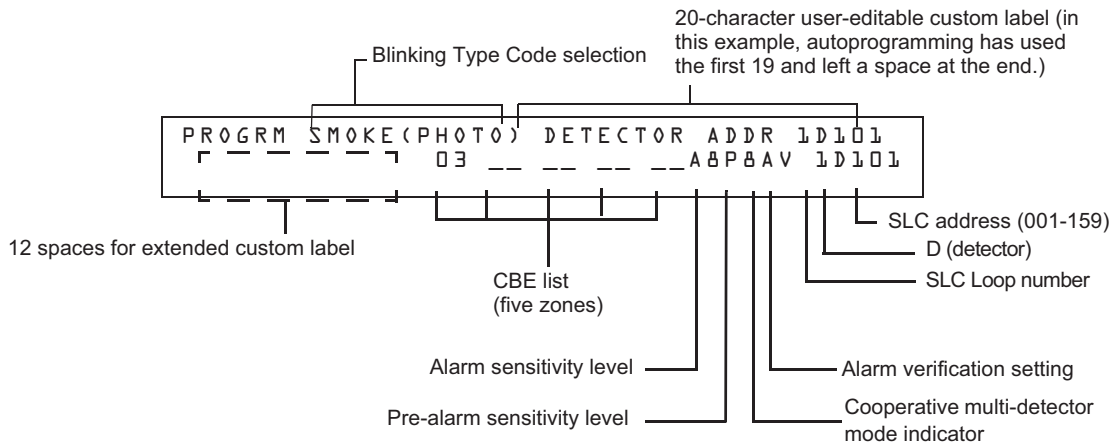 20-character user-editable custom label (in
this example, autoprogramming has used
the first 19 and left a space at the end.)
Blinking Type Code selection
PROGRM SMOKE(PHOTO) DETECTOR ADDR 1D101
03 __ __ __ __A8P8AV 1D101
12 spaces for extended custom label
CBE list
(five zones)
SLC address (001-159)
D (detector)
SLC Loop number
Alarm sensitivity level
Alarm verification setting
Pre-alarm sensitivity level
Cooperative multi-detector
mode indicator